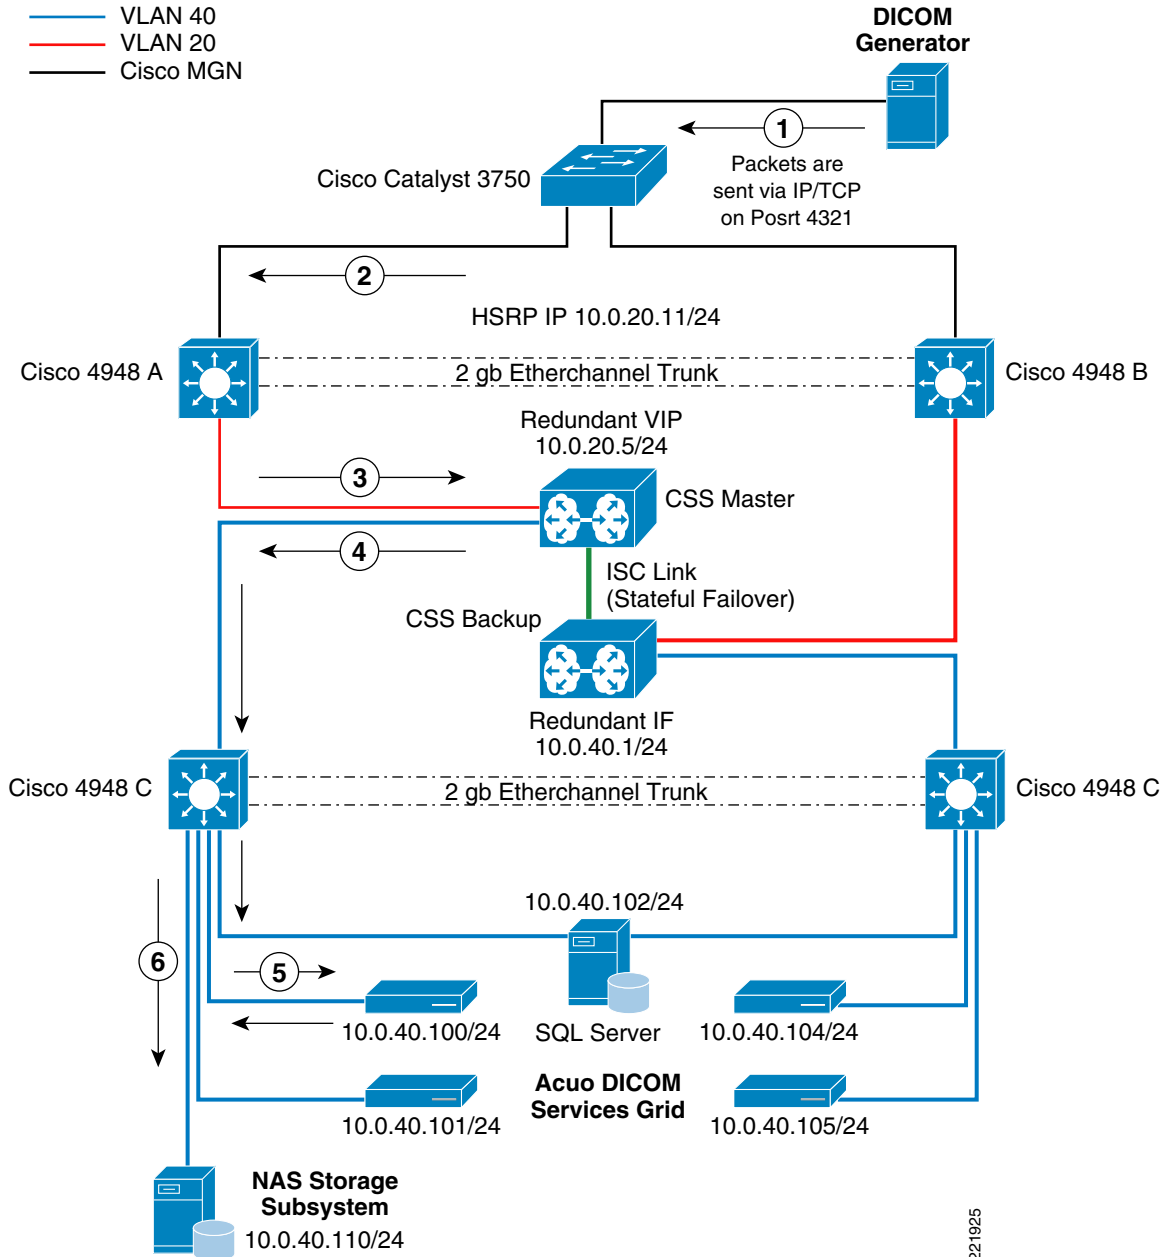 VLAN 40
VLAN 20
Cisco MGN
DICOM
Generator
1
Packets are
sent via IP/TCP
on Posrt 4321
Cisco Catalyst 3750
2
HSRP IP 10.0.20.11/24
Cisco 4948 A
2 gb Etherchannel Trunk
Cisco 4948 B
Redundant VIP
10.0.20.5/24
3
CSS Master
4
ISC Link
(Stateful Failover)
CSS Backup
Redundant IF
10.0.40.1/24
Cisco 4948 C
2 gb Etherchannel Trunk
Cisco 4948 C
10.0.40.102/24
6
5
10.0.40.100/24
SQL Server
10.0.40.104/24
Acuo DICOM
Services Grid
10.0.40.101/24
10.0.40.105/24
NAS Storage
Subsystem
10.0.40.110/24
221925